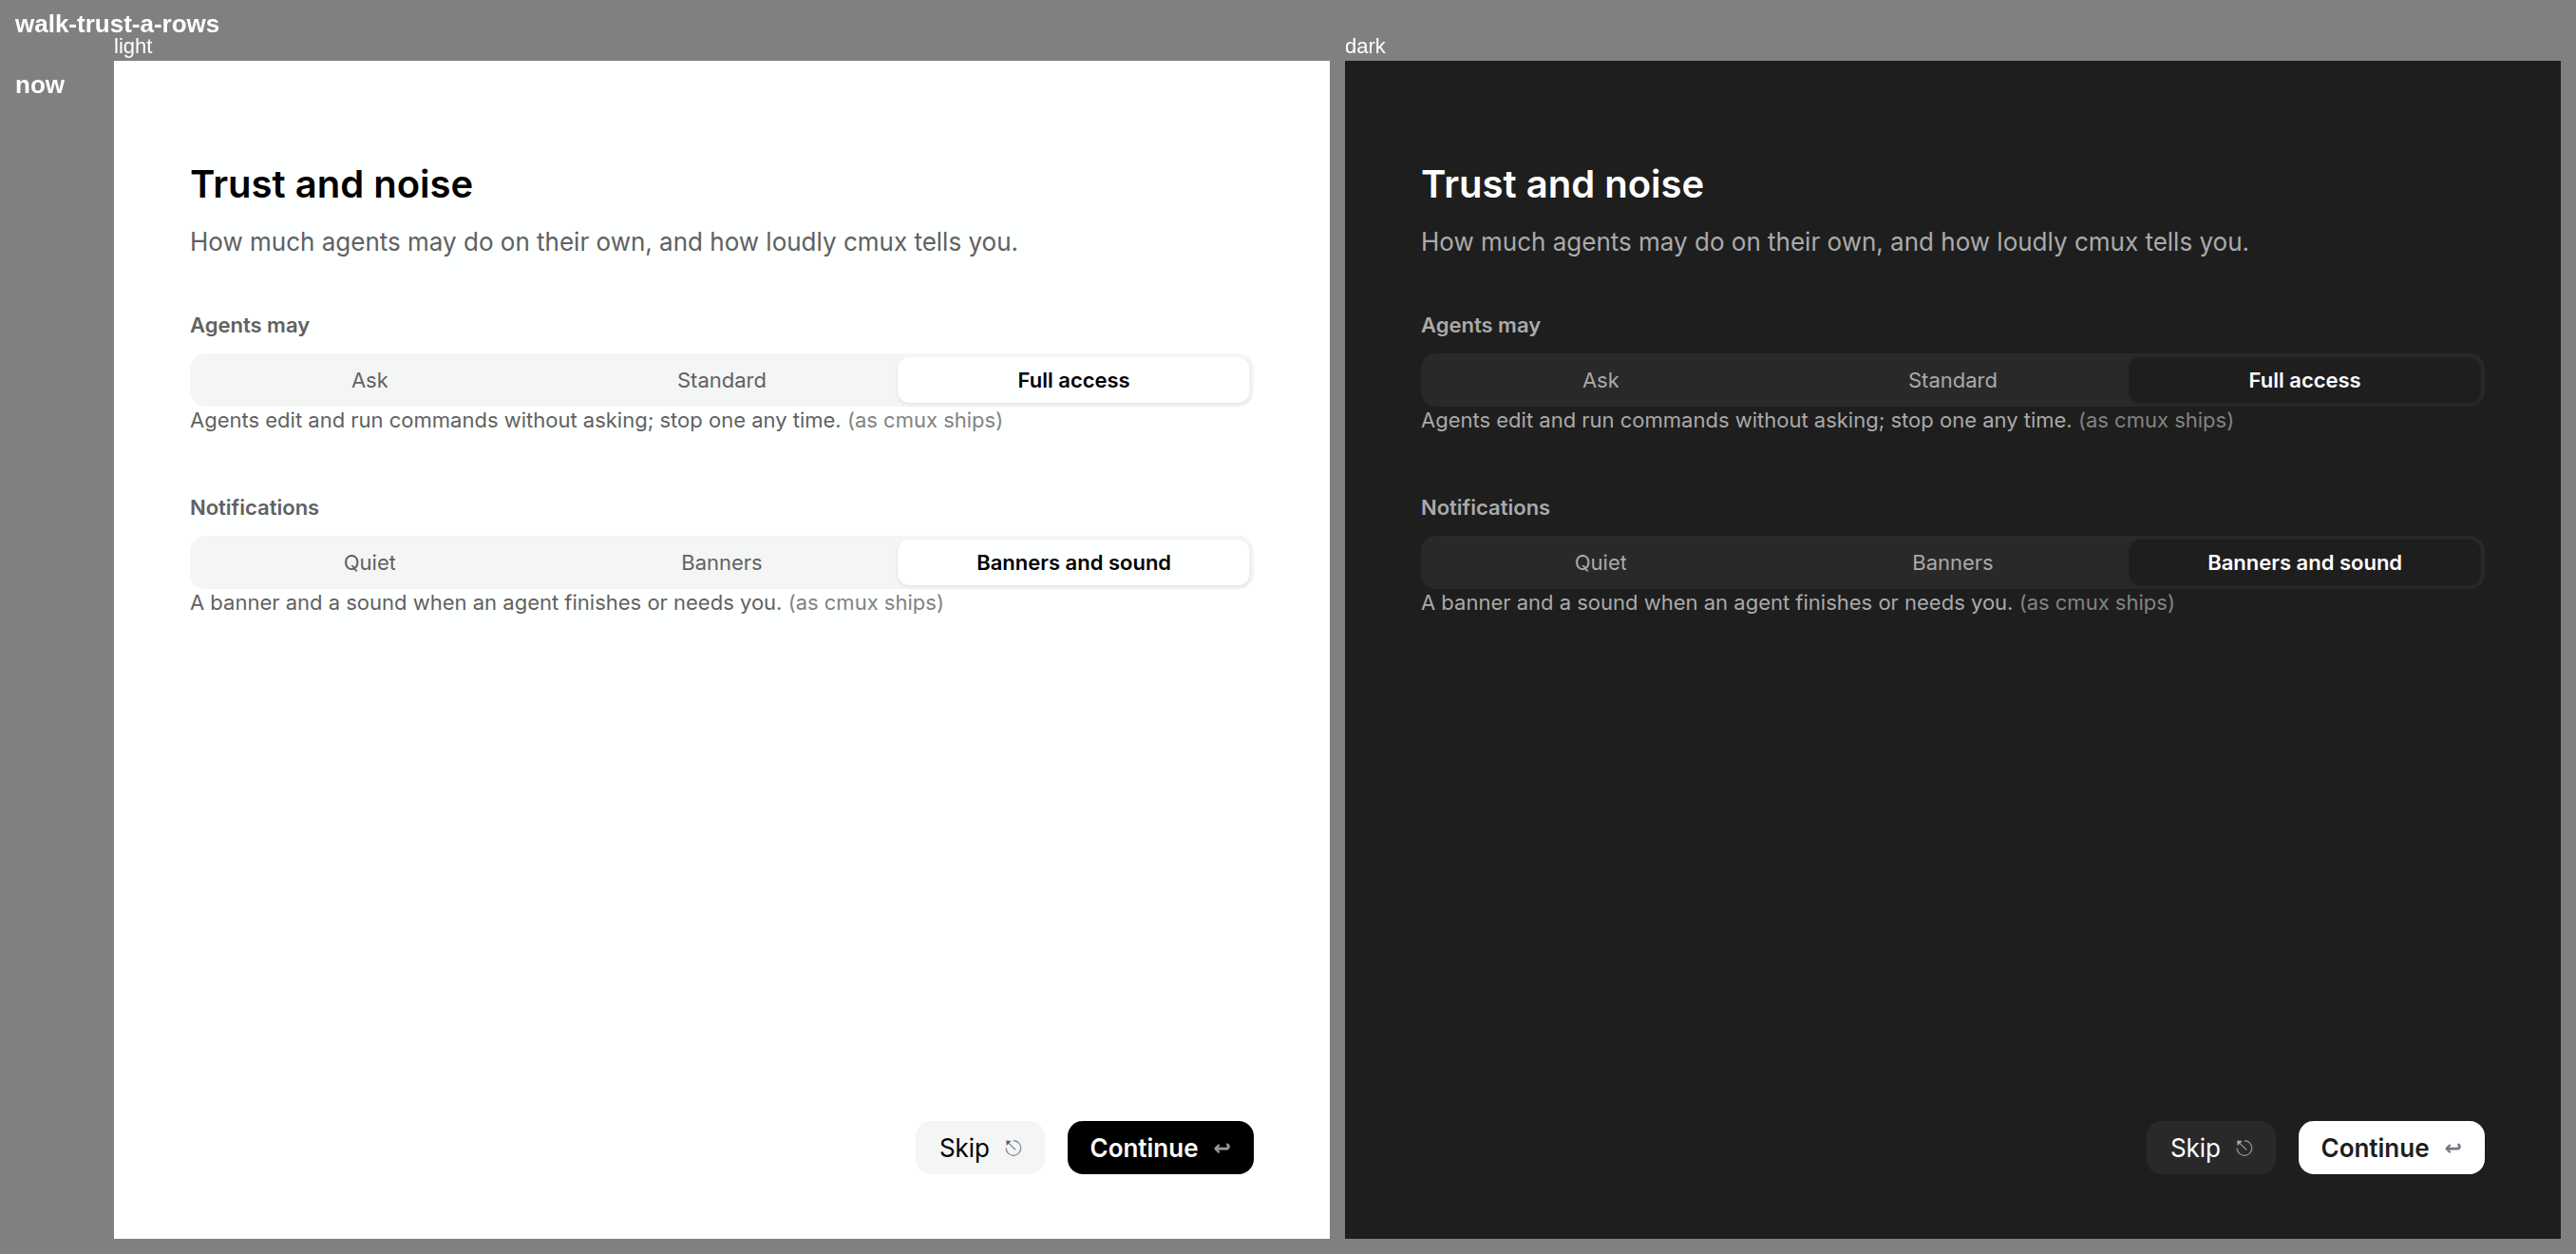 walk-trust-a-rows
light
dark
now
Trust and noise
How much agents may do on their own, and how loudly cmux tells you.
Agents may
Ask
Standard
Full access
Agents edit and run commands without asking; stop one any time. (as cmux ships)
Notifications
Quiet
Banners
Banners and sound
A banner and a sound when an agent finishes or needs you. (as cmux ships)
Skip
Continue
Trust and noise
How much agents may do on their own, and how loudly cmux tells you.
Agents may
Ask
Standard
Full access
Agents edit and run commands without asking; stop one any time. (as cmux ships)
Notifications
Quiet
Banners
Banners and sound
A banner and a sound when an agent finishes or needs you. (as cmux ships)
Skip
Continue